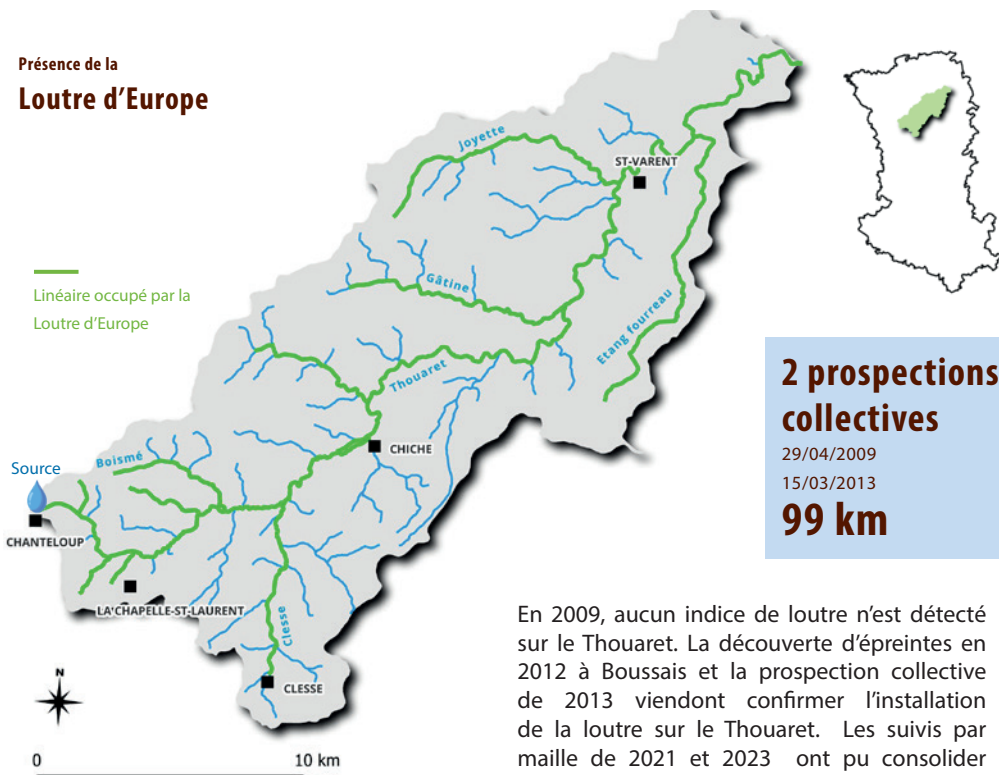 Présence de la
Loutre d'Europe
Joyette
ST-VARENT
Linéaire occupé par la
Loutre d'Europe
Gâtine
Etang fourreau
Thouaret
2 prospections
collectives
29/04/2009
15/03/2013
99 km
CHICHE
Boismé
Source
CHANTELOUP
LA CHAPELLE-ST-LAURENT
Clesse
CLESSE
N
0 10 km
En 2009, aucun indice de loutre n'est détecté
sur le Thouaret. La découverte d'épreintes en
2012 à Boussais et la prospection collective
de 2013 viendont confirmer l'installation
de la loutre sur le Thouaret. Les suivis par
maille de 2021 et 2023 ont pu consolider